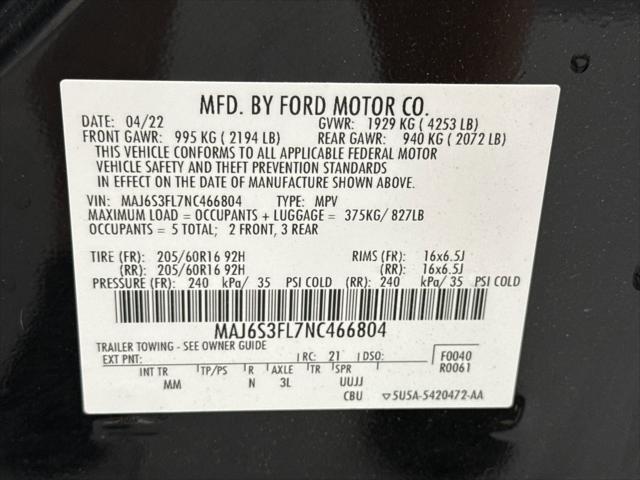 MFD. BY FORD MOTOR CO.
DATE: 04/22 GVWR: 1929 KG ( 4253 LB)
FRONT GAWR: 995 KG ( 2194 LB) REAR GAWR: 940 KG ( 2072 LB)
THIS VEHICLE CONFORMS TO ALL APPLICABLE FEDERAL MOTOR
VEHICLE SAFETY AND THEFT PREVENTION STANDARDS
IN EFFECT ON THE DATE OF MANUFACTURE SHOWN ABOVE.
VIN: MAJ6S3FL7NC466804 TYPE: MPV
MAXIMUM LOAD = OCCUPANTS + LUGGAGE = 375KG/ 827LB
OCCUPANTS = 5 TOTAL; 2 FRONT, 3 REAR
TIRE (FR): 205/60R16 92H RIMS (FR): 16x6.5J
(RR): 205/60R16 92H (RR): 16x6.5J
PRESSURE (FR): 240 kPa/ 35 PSI COLD (RR): 240 kPa/ 35 PSI COLD
MAJ6S3FL7NC466804
TRAILER TOWING - SEE OWNER GUIDE
EXT PNT: RC: 21 DSO: F0040
INT TR TP/PS R AXLE TR SPR R0061
MM N 3L UUJJ
CBU 5U5A-5420472-AA